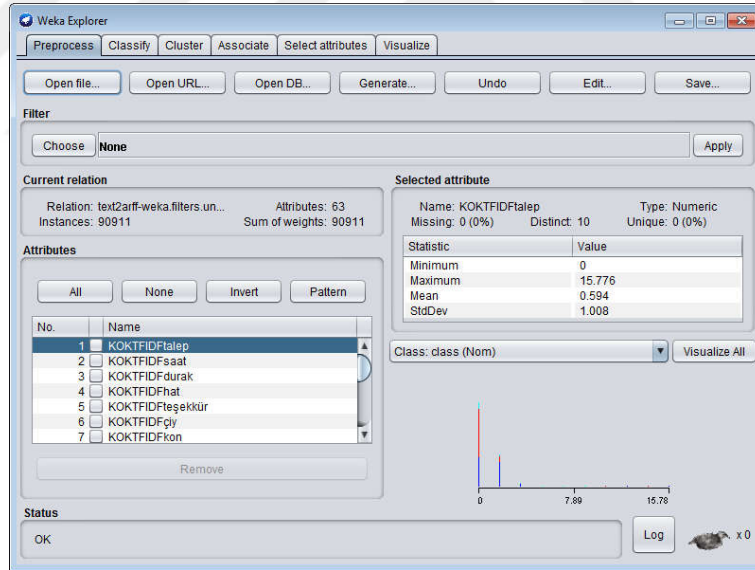 Weka Explorer
Preprocess Classify Cluster Associate Select attributes Visualize
Open file... Open URL... Open DB... Generate... Undo Edit... Save...
Filter
Choose None Apply
Current relation
Relation: text2arff-weka.filters.un... Attributes: 63
Instances: 90911 Sum of weights: 90911
Attributes
All None Invert Pattern
No. Name
1 KOKTFIDFtalep
2 KOKTFIDFsaat
3 KOKTFIDFdurak
4 KOKTFIDFhat
5 KOKTFIDFteşekkür
6 KOKTFIDFçiy
7 KOKTFIDFkon
Remove
Selected attribute
Name: KOKTFIDFtalep Type: Numeric
Missing: 0 (0%) Distinct: 10 Unique: 0 (0%)
Statistic Value
Minimum 0
Maximum 15.776
Mean 0.594
StdDev 1.008
Class: class (Nom) Visualize All
0 7.89 15.78
Status
OK
Log x 0